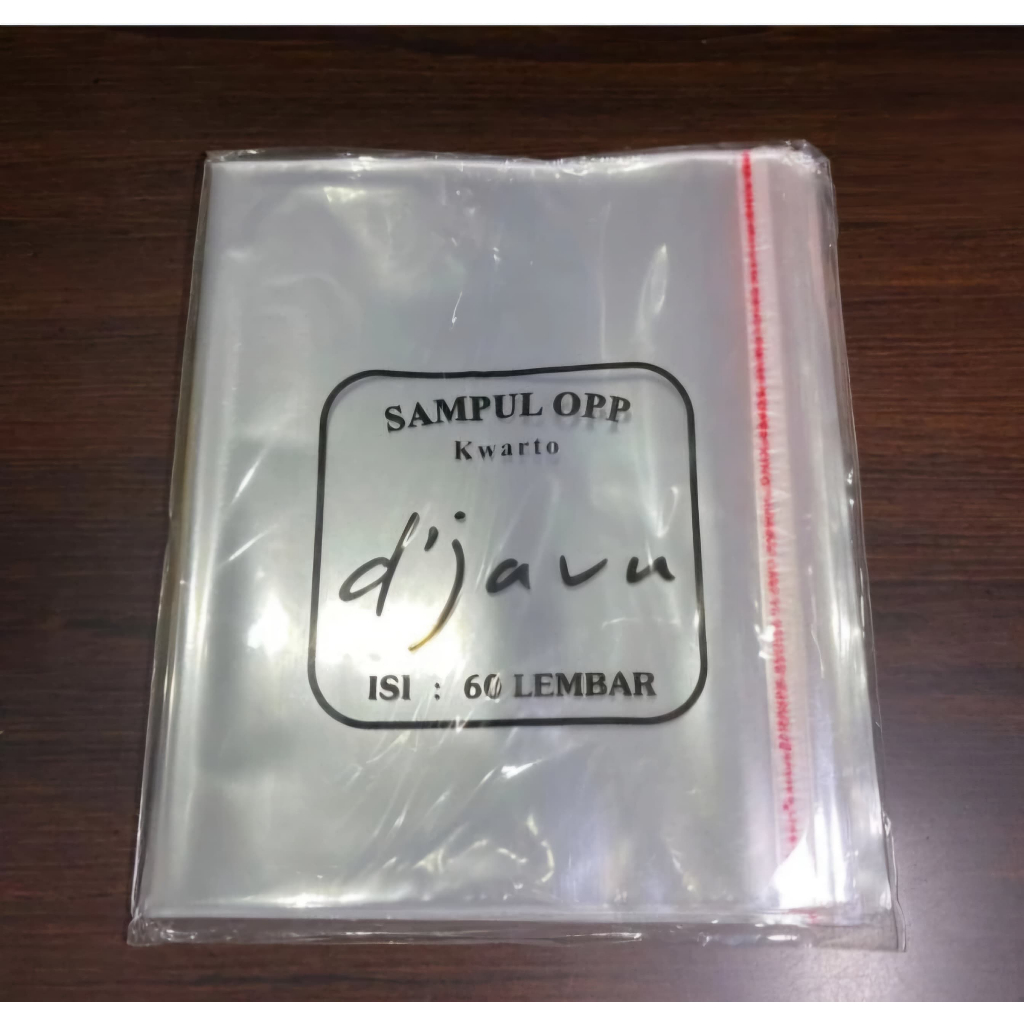 SAMPUL OPP
Kwarto
d'javu
ISI : 60 LEMBAR